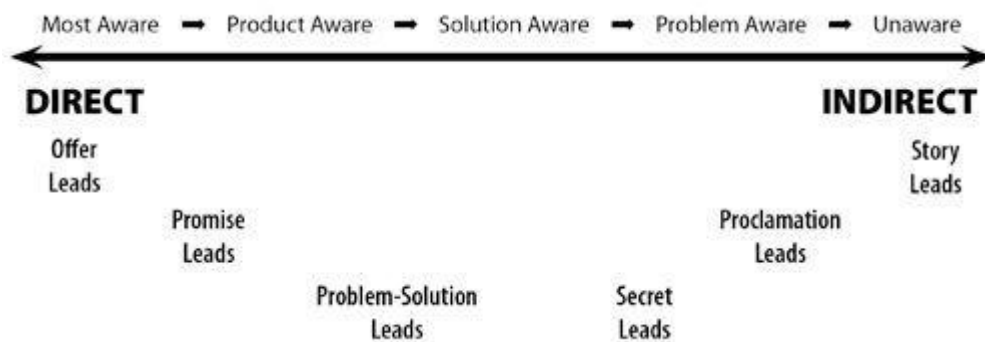 Most Aware ➡ Product Aware ➡ Solution Aware ➡ Problem Aware ➡ Unaware
DIRECT INDIRECT
Offer
Leads
Story
Leads
Promise
Leads
Proclamation
Leads
Problem-Solution
Leads
Secret
Leads